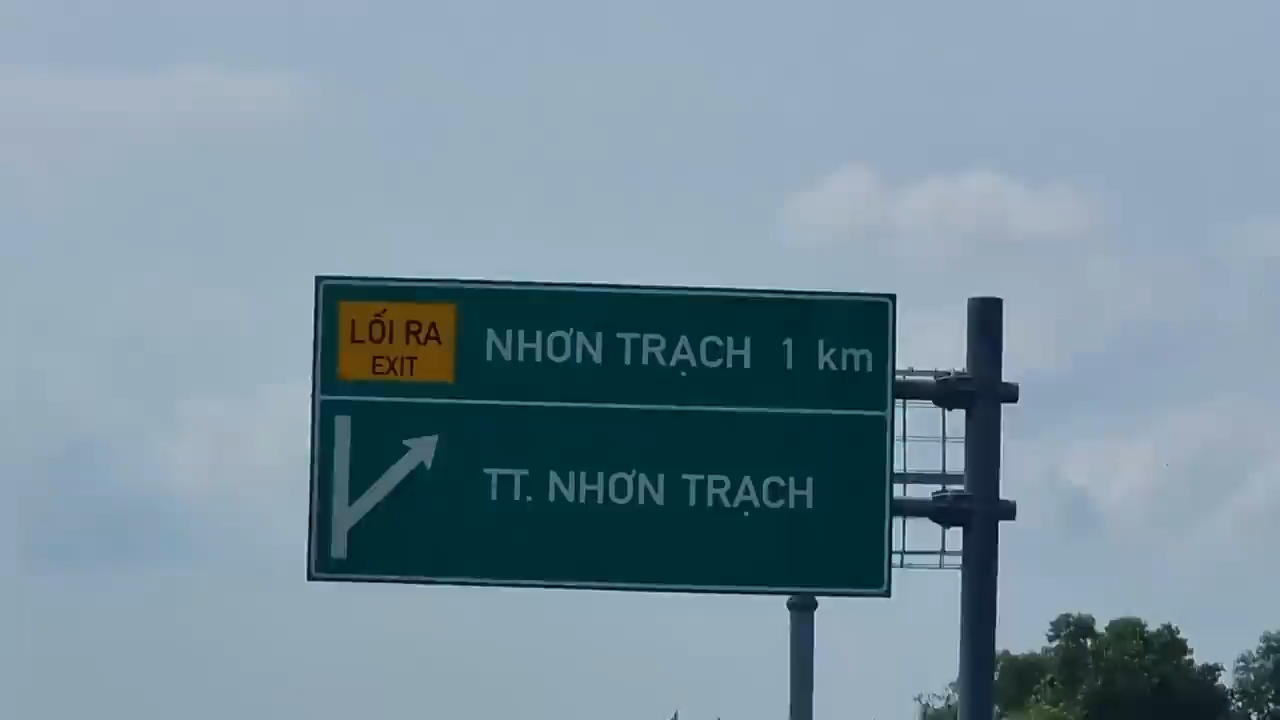 LỐI RA
EXIT
NHƠN TRẠCH 1 km
TT. NHƠN TRẠCH